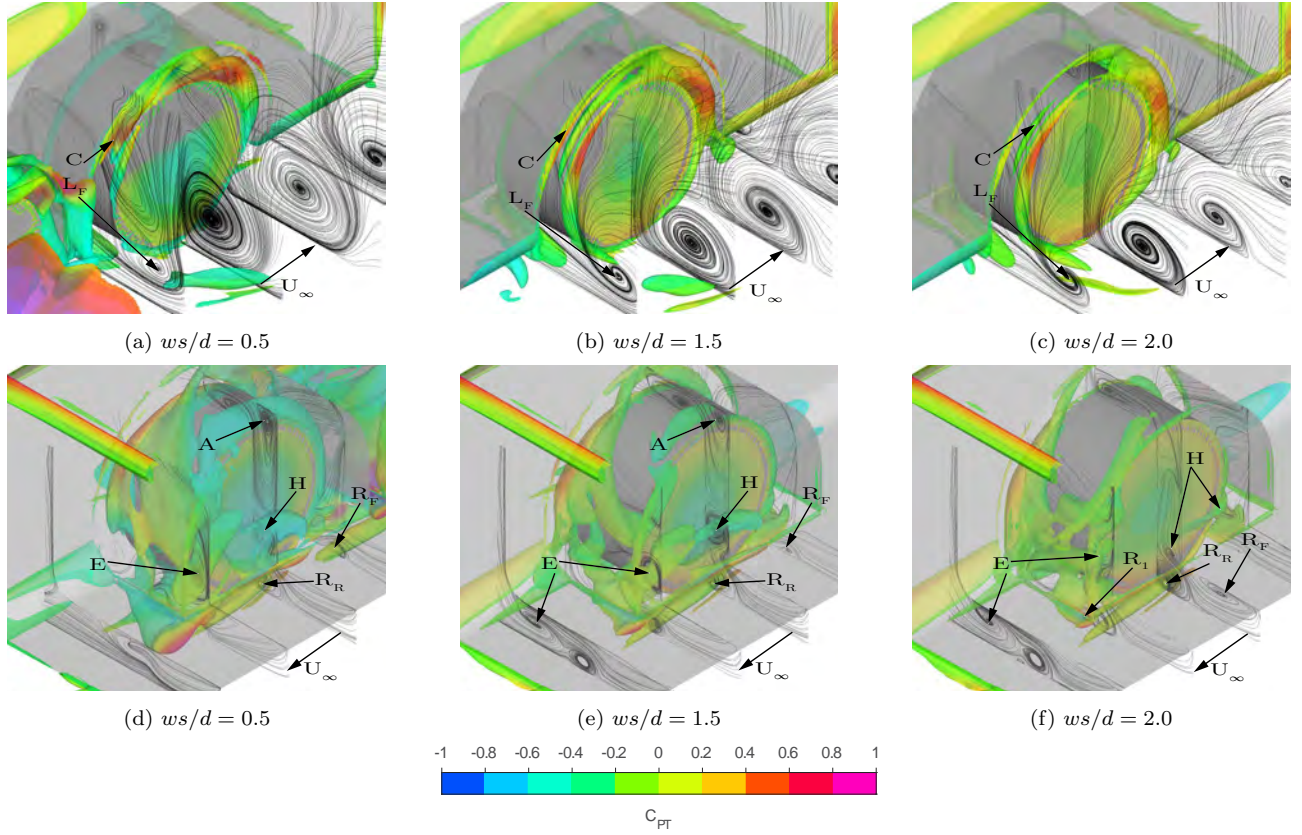 C
L_F
U_∞
C
L_F
U_∞
C
L_F
U_∞
(a) ws/d = 0.5
(b) ws/d = 1.5
(c) ws/d = 2.0
A
H
R_F
E
R_R
U_∞
A
H
R_F
E
R_R
U_∞
H
R_F
E
R_1
R_R
U_∞
(d) ws/d = 0.5
(e) ws/d = 1.5
(f) ws/d = 2.0
-1 -0.8 -0.6 -0.4 -0.2 0 0.2 0.4 0.6 0.8 1
C_PT